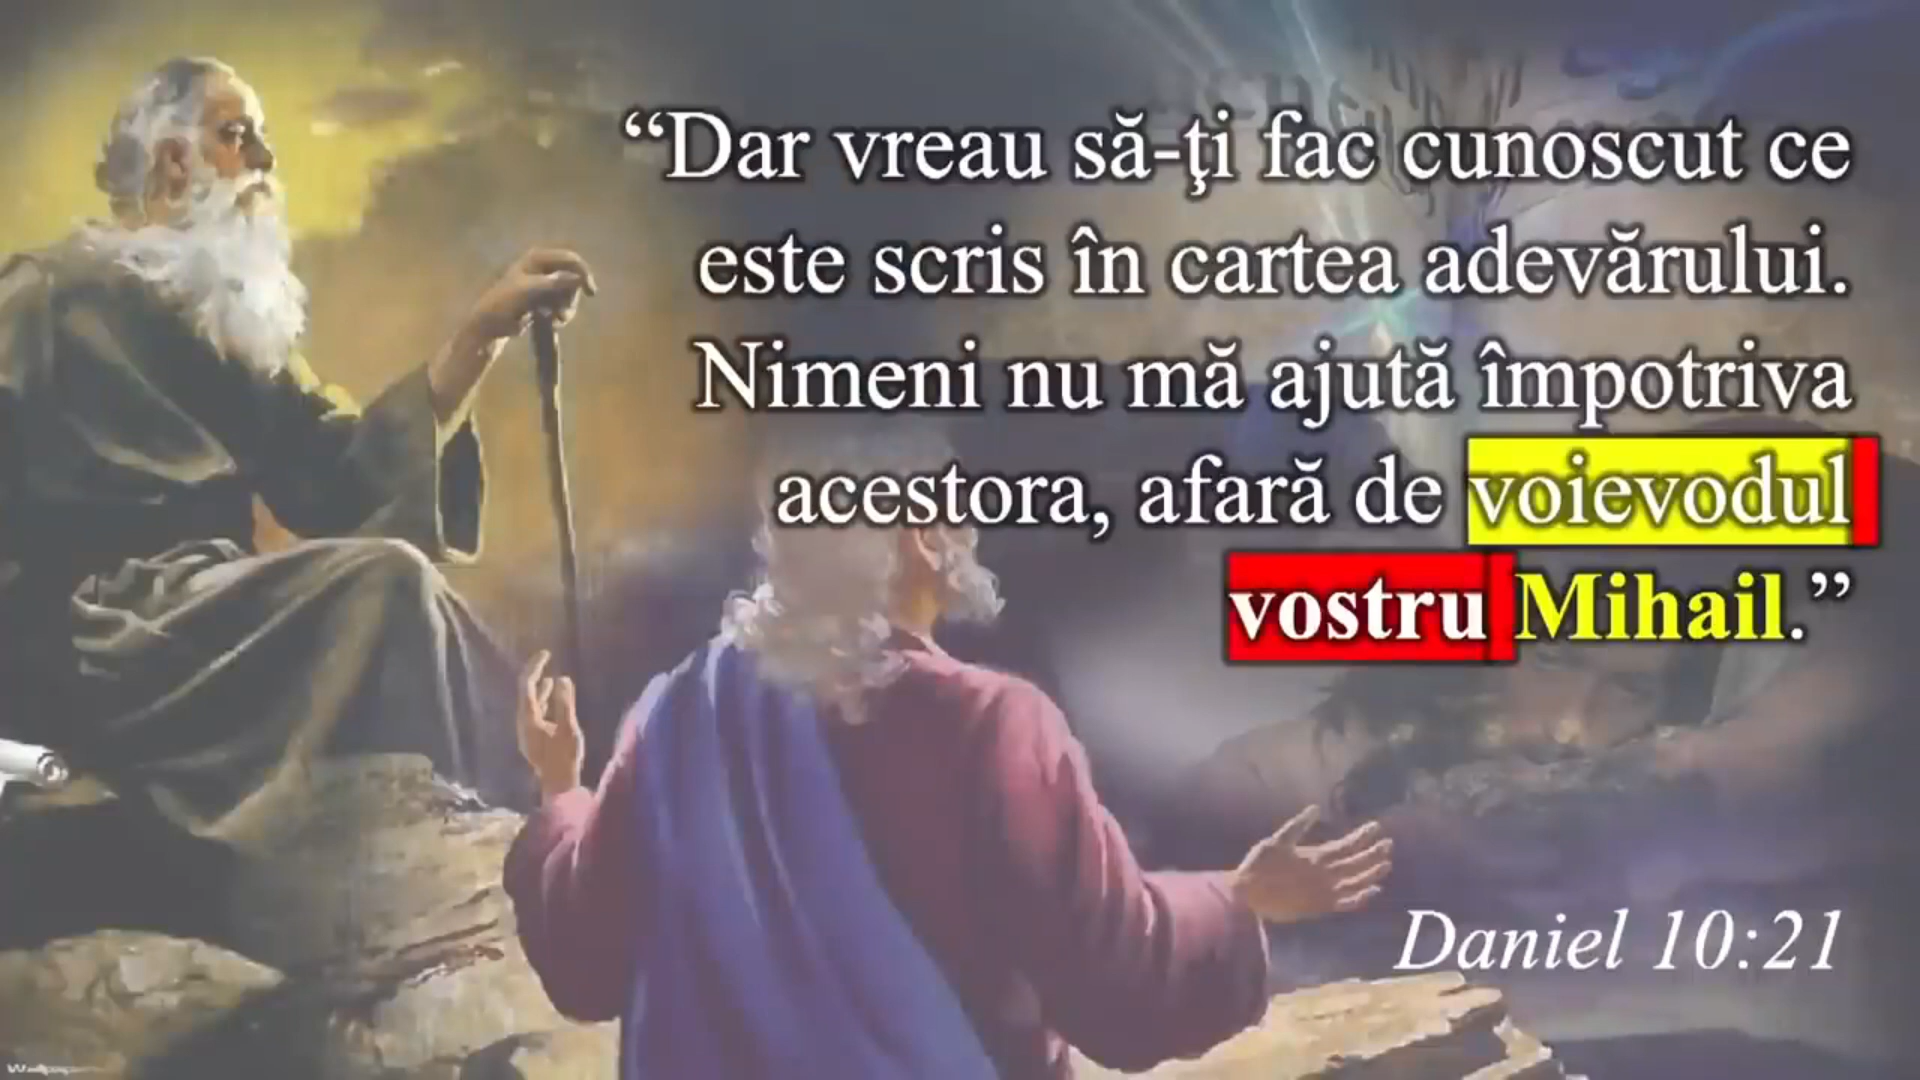 “Dar vreau să-ţi fac cunoscut ce
este scris în cartea adevărului.
Nimeni nu mă ajută împotriva
acestora, afară de voievodul
vostru Mihail.”
Daniel 10:21